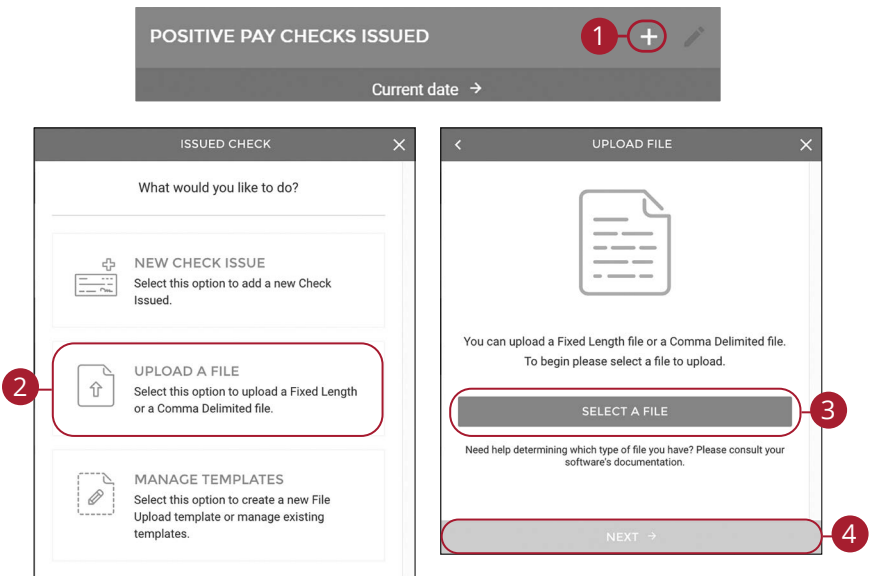 POSITIVE PAY CHECKS ISSUED
1
+
Current date →
ISSUED CHECK
What would you like to do?
NEW CHECK ISSUE
Select this option to add a new Check
Issued.
2
UPLOAD A FILE
Select this option to upload a Fixed Length
or a Comma Delimited file.
MANAGE TEMPLATES
Select this option to create a new File
Upload template or manage existing
templates.
UPLOAD FILE
You can upload a Fixed Length file or a Comma Delimited file.
To begin please select a file to upload.
SELECT A FILE
3
Need help determining which type of file you have? Please consult your
software's documentation.
NEXT →
4